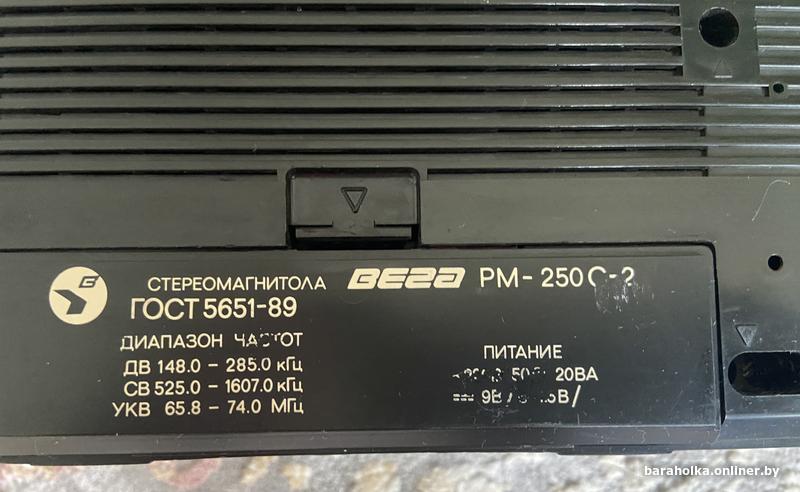 СТЕРЕОМАГНИТОЛА ВЕГА РМ-250С-2
ГОСТ 5651-89
ДИАПАЗОН ЧАСТОТ
ДВ 148.0 - 285.0 кГц
СВ 525.0 - 1607.0 кГц
УКВ 65.8 - 74.0 МГц
ПИТАНИЕ
20ВА
9В
baraholka.onliner.by